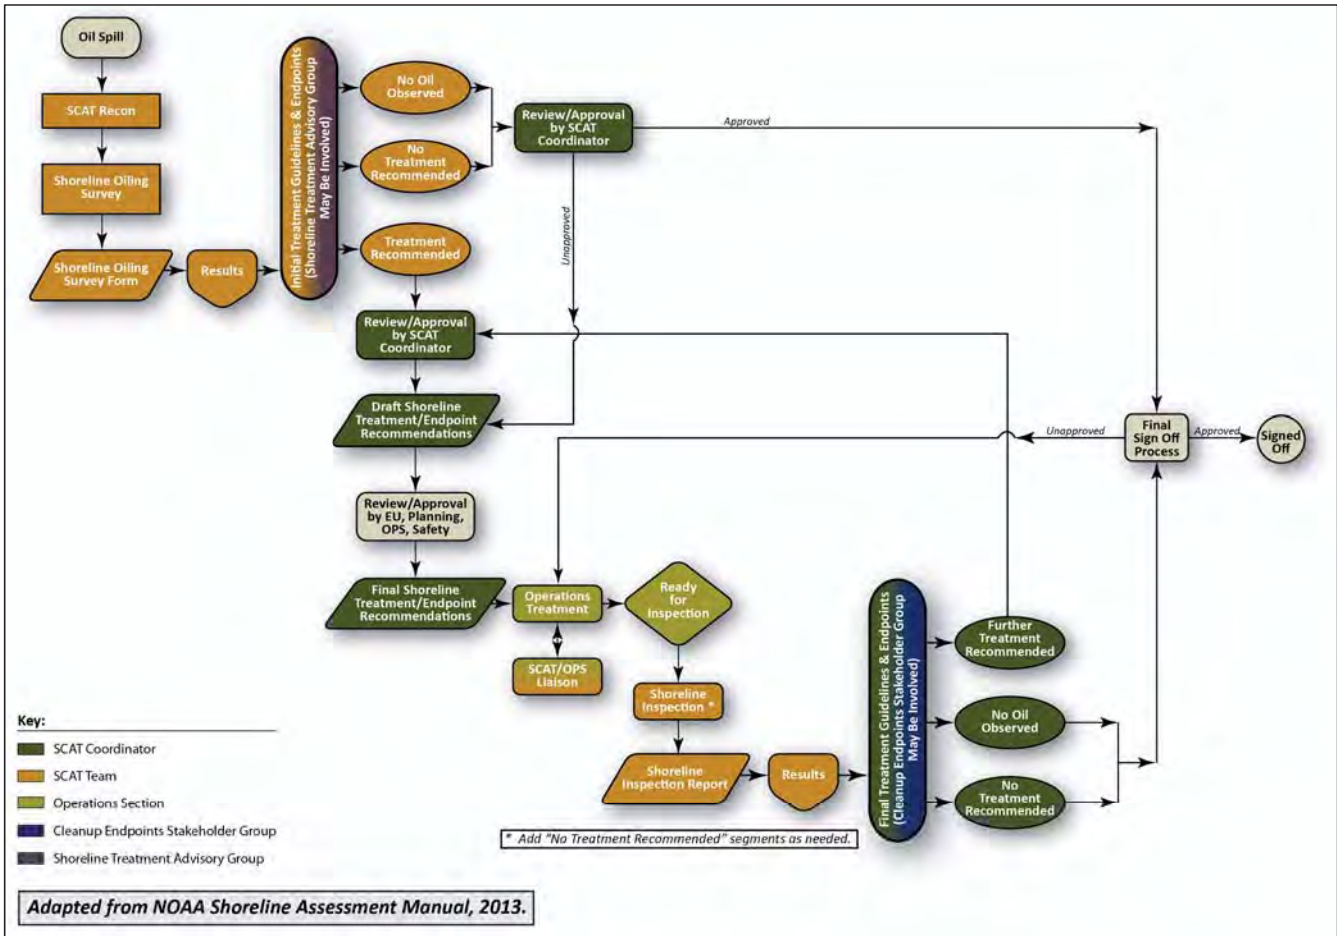 Oil Spill
SCAT Recon
Shoreline Oiling
Survey
Shoreline Oiling
Survey Form
Results
Initial Treatment Guidelines & Endpoints
(Shoreline Treatment Advisory Group
May Be Involved)
No Oil
Observed
No
Treatment
Recommended
Treatment
Recommended
Review/Approval
by SCAT
Coordinator
Approved
Unapproved
Review/Approval
by SCAT
Coordinator
Draft Shoreline
Treatment/Endpoint
Recommendations
Review/Approval
by EU, Planning,
OPS, Safety
Final Shoreline
Treatment/Endpoint
Recommendations
Operations
Treatment
SCAT/OPS
Liaison
Ready
for
Inspection
Shoreline
Inspection *
Shoreline
Inspection Report
Results
Final Treatment Guidelines & Endpoints
(Cleanup Endpoints Stakeholder Group
May Be Involved)
Further
Treatment
Recommended
No Oil
Observed
No
Treatment
Recommended
Unapproved
Final
Sign Off
Process
Approved
Signed
Off
* Add "No Treatment Recommended" segments as needed.
Key:
SCAT Coordinator
SCAT Team
Operations Section
Cleanup Endpoints Stakeholder Group
Shoreline Treatment Advisory Group
Adapted from NOAA Shoreline Assessment Manual, 2013.